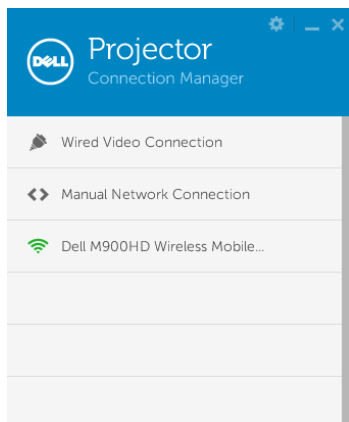 DELL
Projector
Connection Manager
Wired Video Connection
Manual Network Connection
Dell M900HD Wireless Mobile...